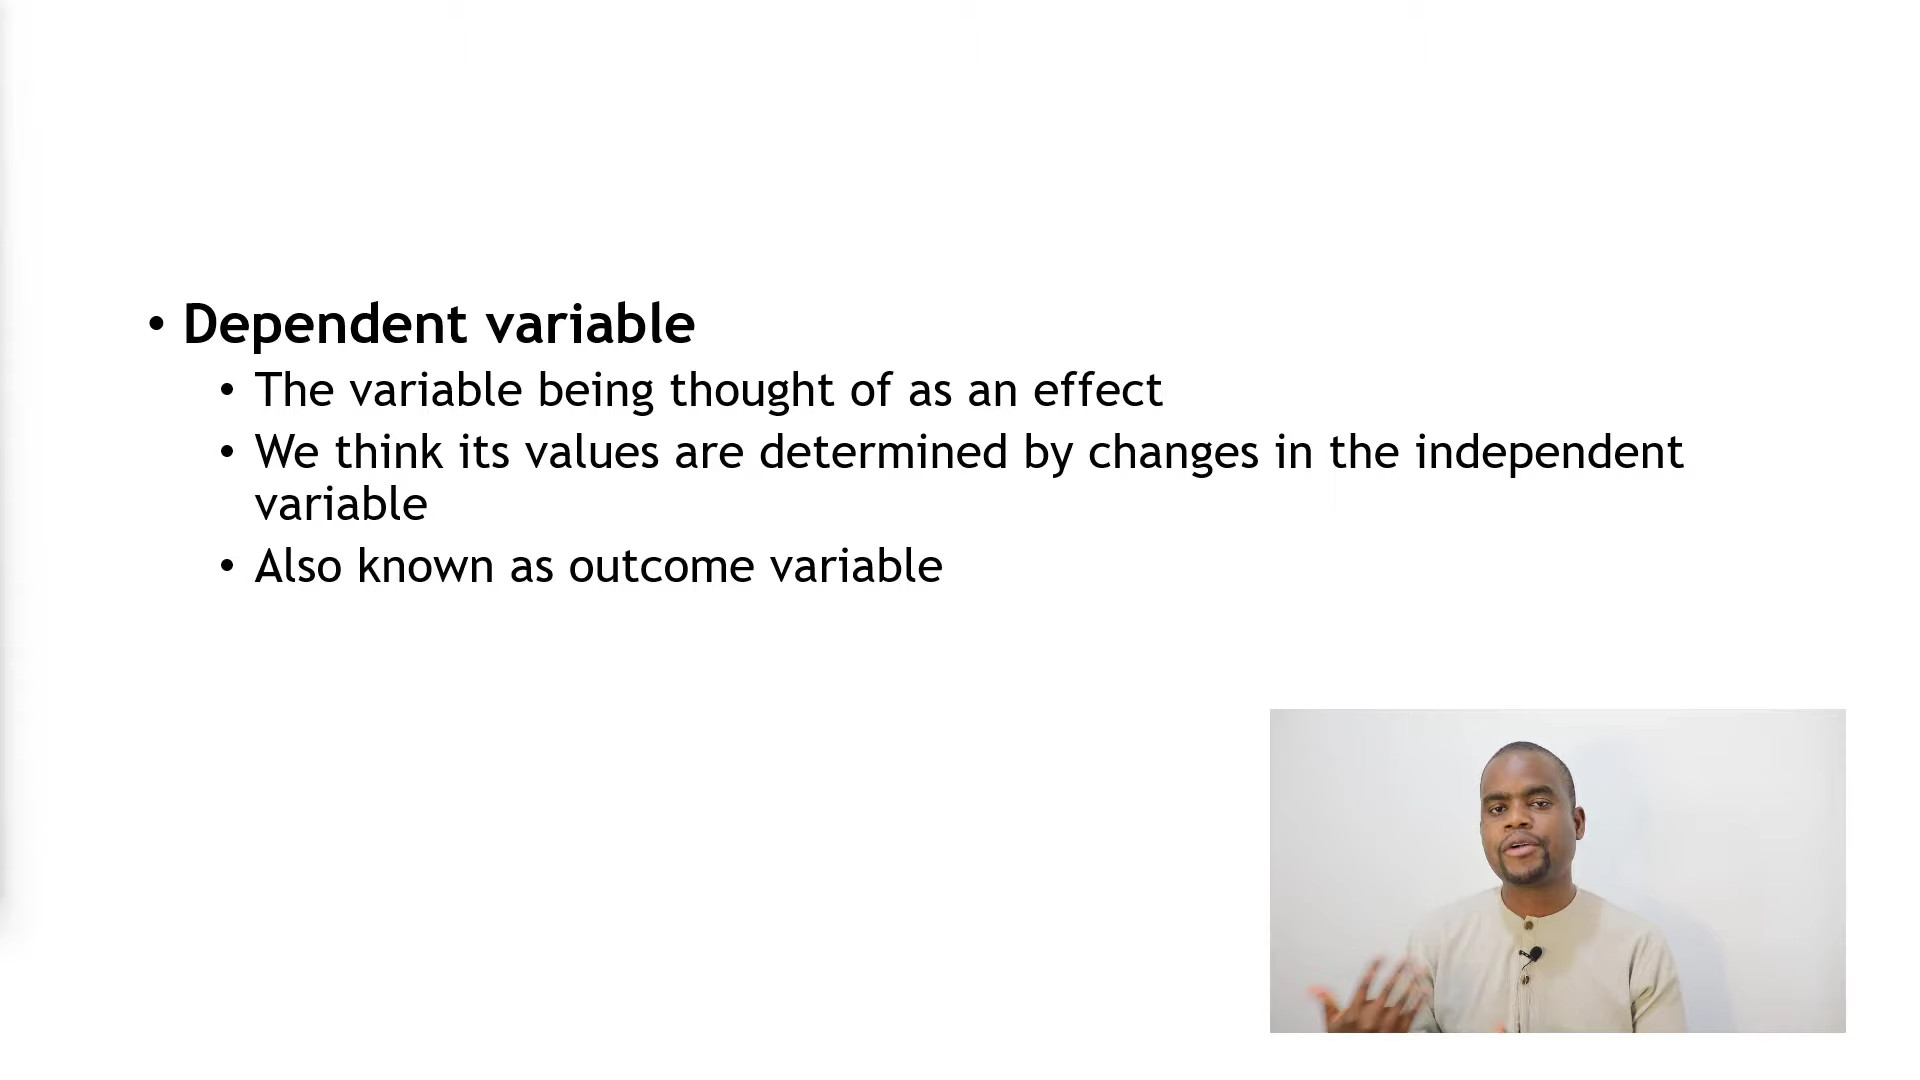 • Dependent variable
• The variable being thought of as an effect
• We think its values are determined by changes in the independent
variable
• Also known as outcome variable